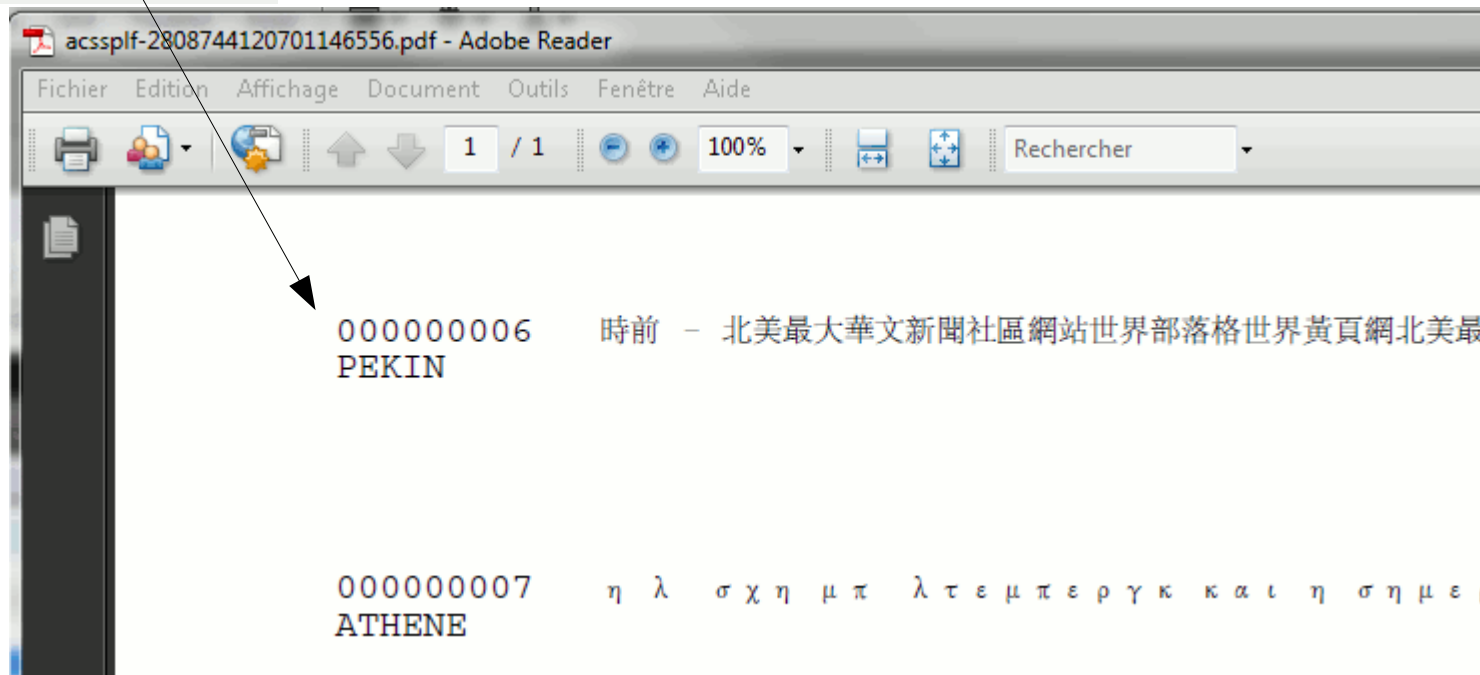 acssplf-2808744120701146556.pdf - Adobe Reader
Fichier Edition Affichage Document Outils Fenêtre Aide
1 / 1 100% Rechercher
000000006 時前 - 北美最大華文新聞社區網站世界部落格世界黃頁網北美最
PEKIN
000000007 η λ σχη μπ λτεμπεργκ και η σημε
ATHENE